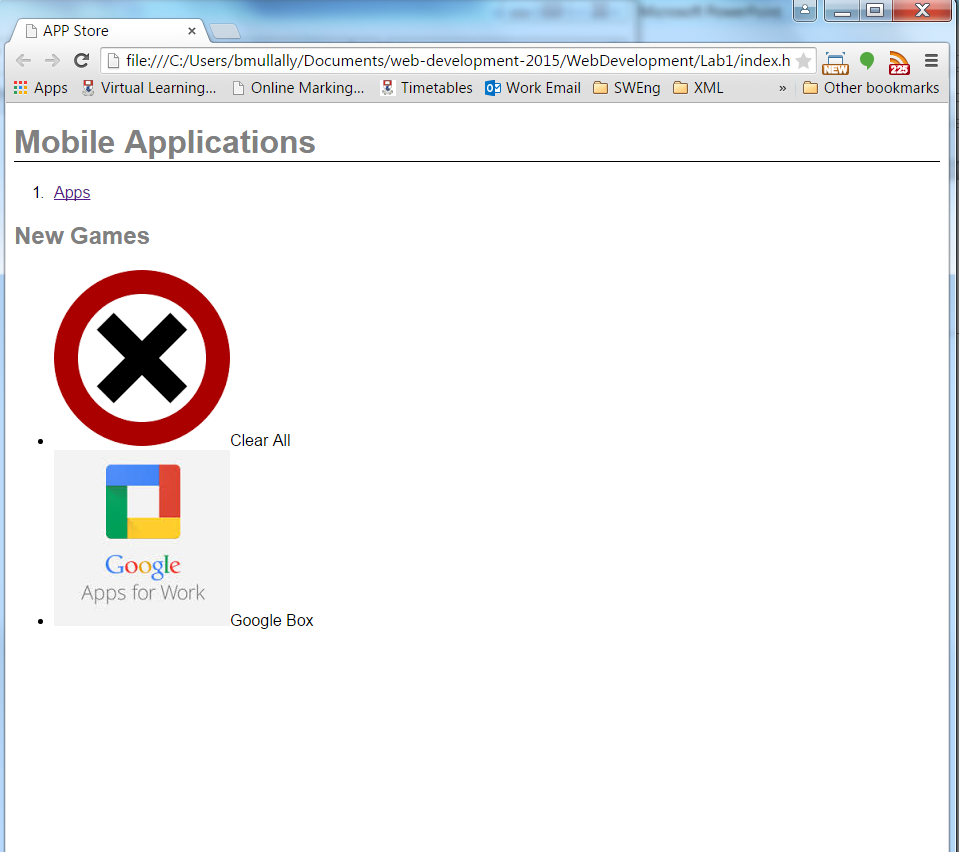 Microsoft PowerPoint
APP Store
file:///C:/Users/bmullally/Documents/web-development-2015/WebDevelopment/Lab1/index.h
NEW
225
Apps Virtual Learning... Online Marking... Timetables Work Email SWEng XML » Other bookmarks
Mobile Applications
1. Apps
New Games
Clear All
Google
Apps for Work
Google Box